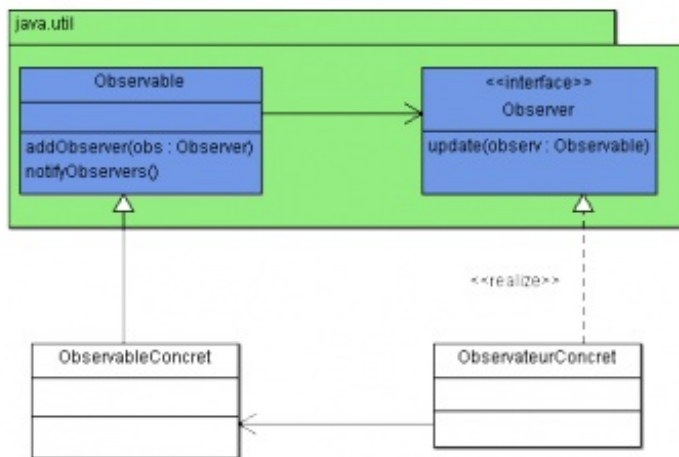 java.util
Observable
addObserver(obs : Observer)
notifyObservers()
<<interface>>
Observer
update(observ : Observable)
<<realize>>
ObservableConcret
ObservateurConcret